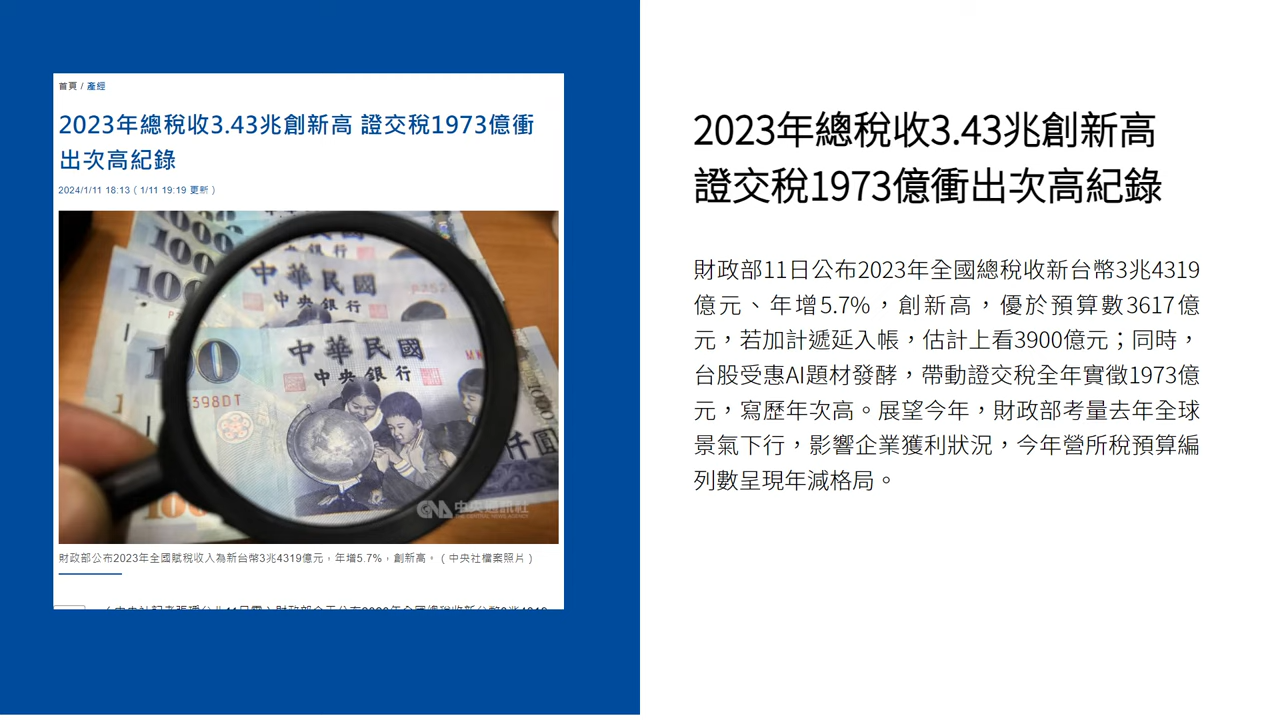 首頁 / 產經
2023年總稅收3.43兆創新高 證交稅1973億衝
出次高紀錄
2024/1/11 18:13（1/11 19:19 更新）
1000
1000
100
中華民國
中央銀行
中華民國
中央銀行
398DT
仟圓
CNA 中央通訊社
財政部公布2023年全國賦稅收入為新台幣3兆4319億元，年增5.7%，創新高。（中央社檔案照片）
2023年總稅收3.43兆創新高
證交稅1973億衝出次高紀錄
財政部11日公布2023年全國總稅收新台幣3兆4319
億元、年增5.7%，創新高，優於預算數3617億
元，若加計遞延入帳，估計上看3900億元；同時，
台股受惠AI題材發酵，帶動證交稅全年實徵1973億
元，寫歷年次高。展望今年，財政部考量去年全球
景氣下行，影響企業獲利狀況，今年營所稅預算編
列數呈現年減格局。